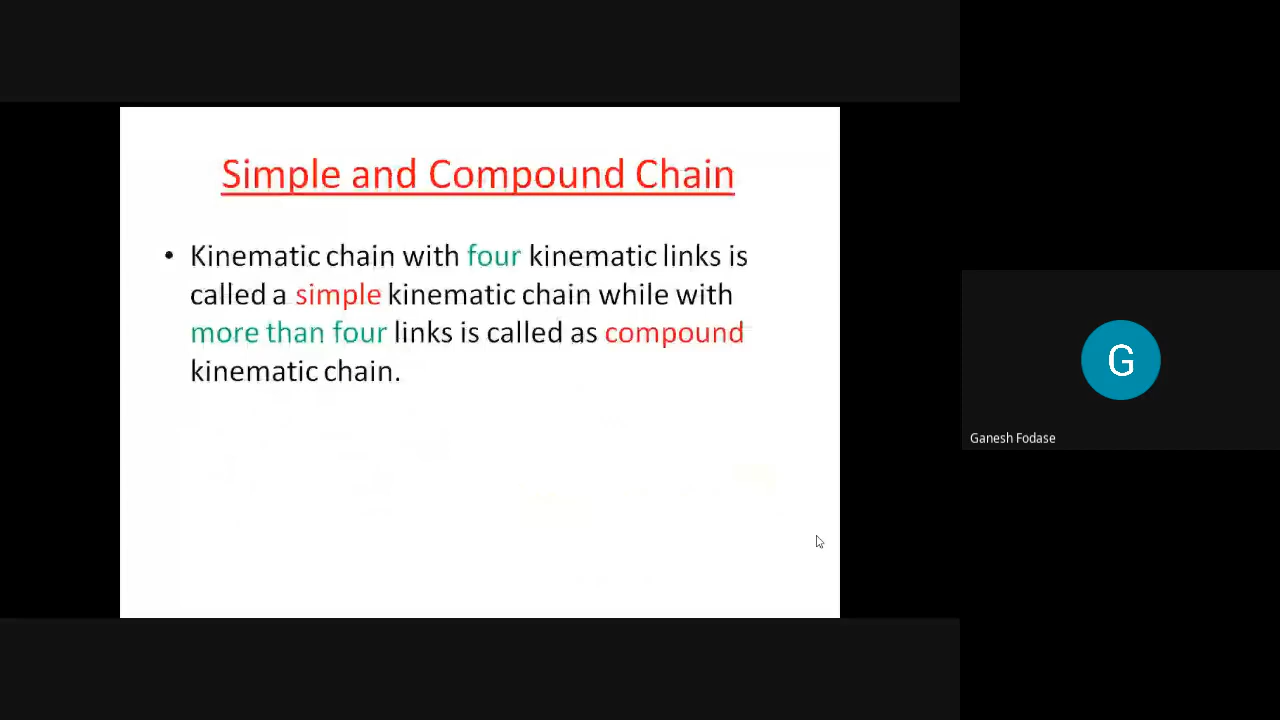 Simple and Compound Chain
• Kinematic chain with four kinematic links is
called a simple kinematic chain while with
more than four links is called as compound
kinematic chain.
G
Ganesh Fodase